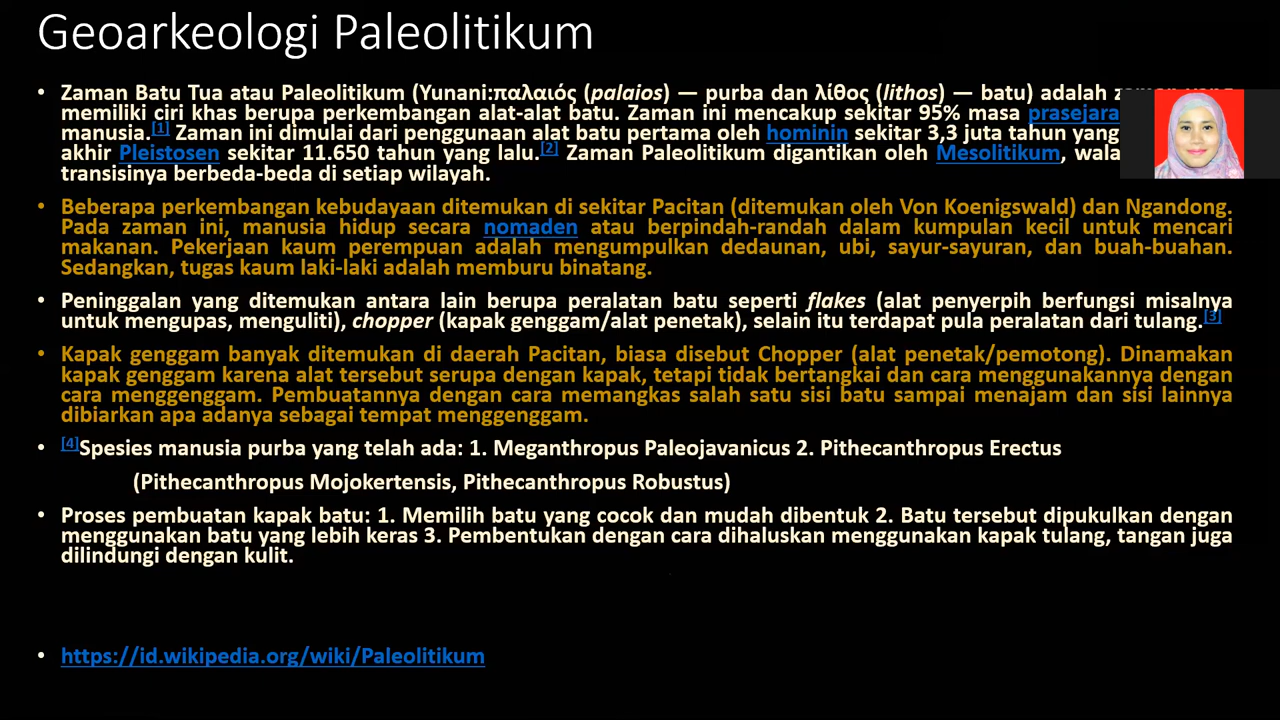 Geoarkeologi Paleolitikum
• Zaman Batu Tua atau Paleolitikum (Yunani:παλαιός (palaios) — purba dan λίθος (lithos) — batu) adalah
memiliki ciri khas berupa perkembangan alat-alat batu. Zaman ini mencakup sekitar 95% masa prasejara
manusia.[1] Zaman ini dimulai dari penggunaan alat batu pertama oleh hominin sekitar 3,3 juta tahun yang
akhir Pleistosen sekitar 11.650 tahun yang lalu.[2] Zaman Paleolitikum digantikan oleh Mesolitikum, wala
transisinya berbeda-beda di setiap wilayah.
• Beberapa perkembangan kebudayaan ditemukan di sekitar Pacitan (ditemukan oleh Von Koenigswald) dan Ngandong.
Pada zaman ini, manusia hidup secara nomaden atau berpindah-randah dalam kumpulan kecil untuk mencari
makanan. Pekerjaan kaum perempuan adalah mengumpulkan dedaunan, ubi, sayur-sayuran, dan buah-buahan.
Sedangkan, tugas kaum laki-laki adalah memburu binatang.
• Peninggalan yang ditemukan antara lain berupa peralatan batu seperti flakes (alat penyerpih berfungsi misalnya
untuk mengupas, menguliti), chopper (kapak genggam/alat penetak), selain itu terdapat pula peralatan dari tulang.[3]
• Kapak genggam banyak ditemukan di daerah Pacitan, biasa disebut Chopper (alat penetak/pemotong). Dinamakan
kapak genggam karena alat tersebut serupa dengan kapak, tetapi tidak bertangkai dan cara menggunakannya dengan
cara menggenggam. Pembuatannya dengan cara memangkas salah satu sisi batu sampai menajam dan sisi lainnya
dibiarkan apa adanya sebagai tempat menggenggam.
• [4]Spesies manusia purba yang telah ada: 1. Meganthropus Paleojavanicus 2. Pithecanthropus Erectus
(Pithecanthropus Mojokertensis, Pithecanthropus Robustus)
• Proses pembuatan kapak batu: 1. Memilih batu yang cocok dan mudah dibentuk 2. Batu tersebut dipukulkan dengan
menggunakan batu yang lebih keras 3. Pembentukan dengan cara dihaluskan menggunakan kapak tulang, tangan juga
dilindungi dengan kulit.
• https://id.wikipedia.org/wiki/Paleolitikum